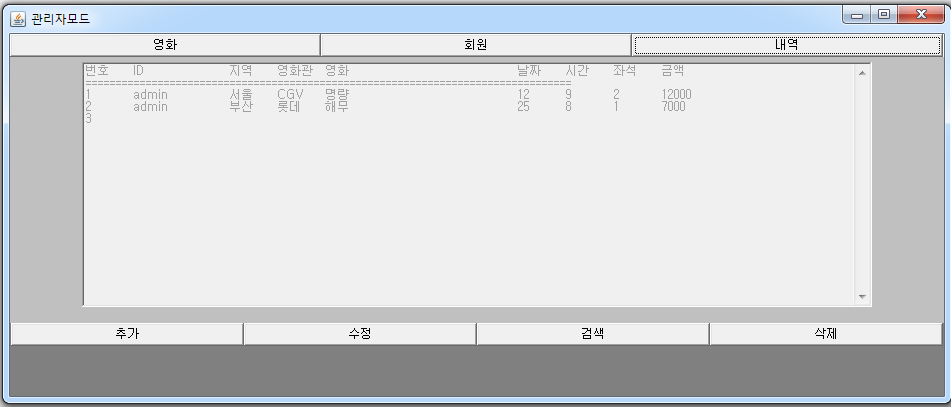 관리자모드
영화 회원 내역
번호 ID 지역 영화관 영화 날짜 시간 좌석 금액
=================================================================================
1 admin 서울 CGV 명량 12 9 2 12000
2 admin 부산 롯데 해무 25 8 1 7000
3
추가 수정 검색 삭제